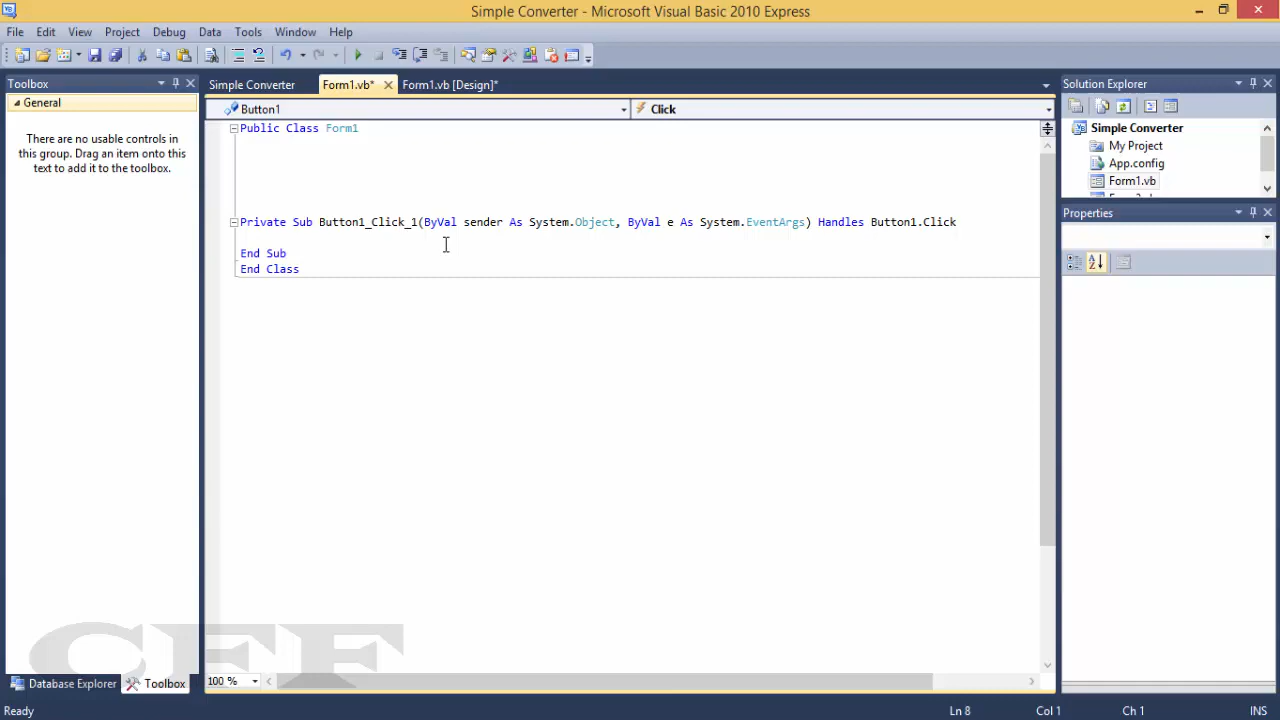 Simple Converter - Microsoft Visual Basic 2010 Express
File Edit View Project Debug Data Tools Window Help
Toolbox
General
There are no usable controls in
this group. Drag an item onto this
text to add it to the toolbox.
Database Explorer Toolbox
Simple Converter Form1.vb* Form1.vb [Design]*
Button1 Click
Public Class Form1
Private Sub Button1_Click_1(ByVal sender As System.Object, ByVal e As System.EventArgs) Handles Button1.Click
End Sub
End Class
100 %
CFF
Solution Explorer
Simple Converter
My Project
App.config
Form1.vb
Properties
Ready Ln 8 Col 1 Ch 1 INS